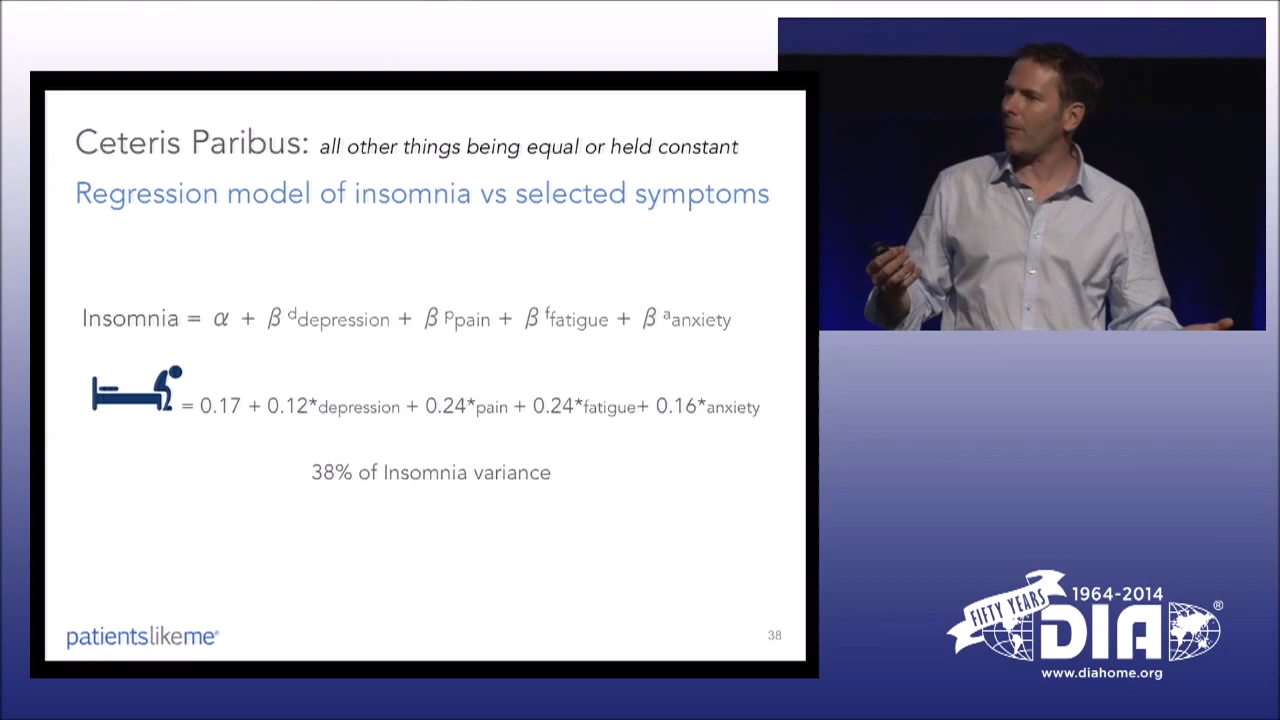 Ceteris Paribus: all other things being equal or held constant
Regression model of insomnia vs selected symptoms
Insomnia = α + β ᵈdepression + β ᵖpain + β ᶠfatigue + β ᵃanxiety
= 0.17 + 0.12*depression + 0.24*pain + 0.24*fatigue+ 0.16*anxiety
38% of Insomnia variance
patientslikeme®
38
FIFTY YEARS
1964-2014
DIA®
www.diahome.org